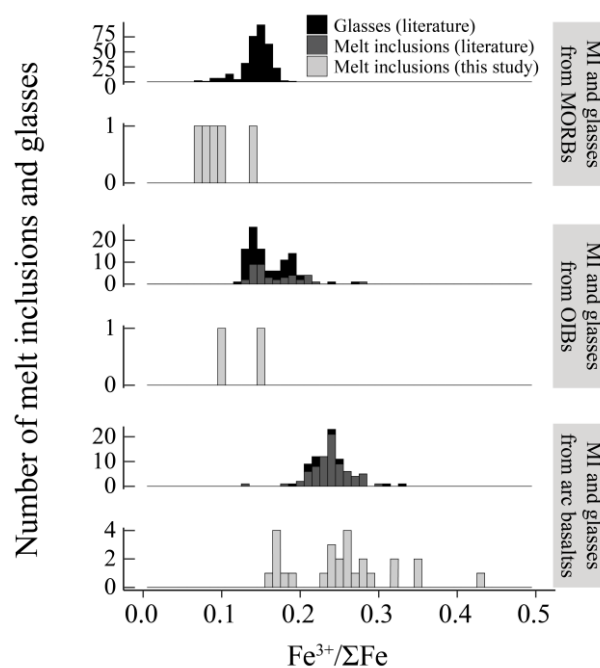 Glasses (literature)
Melt inclusions (literature)
Melt inclusions (this study)
Number of melt inclusions and glasses
75
50
25
0
1
0
MI and glasses
from MORBs
20
10
0
1
0
MI and glasses
from OIBs
20
10
0
4
2
0
MI and glasses
from arc basaltss
0.0 0.1 0.2 0.3 0.4 0.5
Fe³⁺/ΣFe